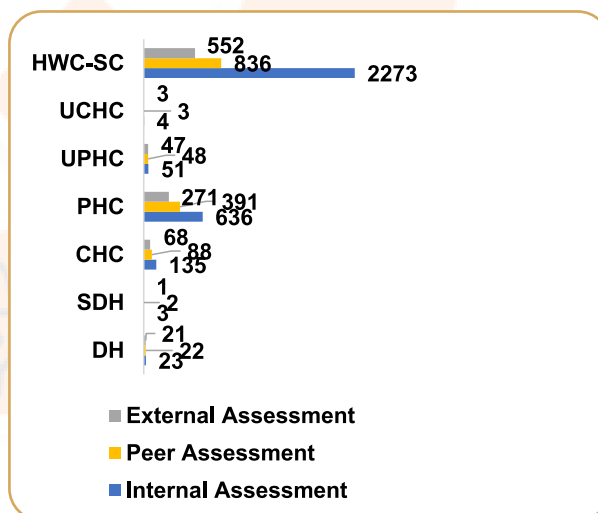 HWC-SC
552
836
2273
UCHC
3
3
4
UPHC
47
48
51
PHC
271
391
636
CHC
68
88
135
SDH
1
2
3
DH
21
22
23
External Assessment
Peer Assessment
Internal Assessment